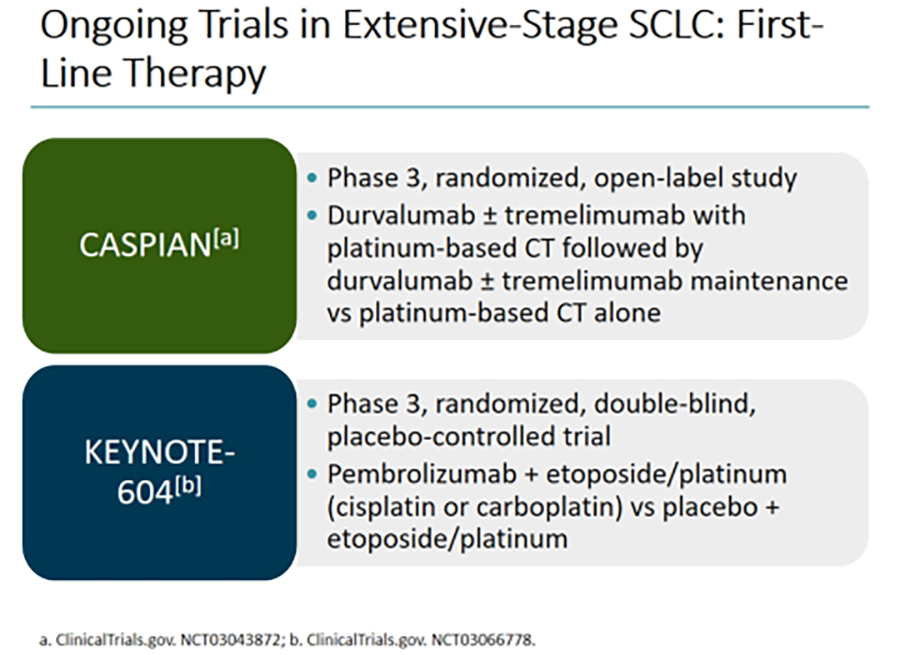 Ongoing Trials in Extensive-Stage SCLC: First-
Line Therapy
CASPIAN[a]
• Phase 3, randomized, open-label study
• Durvalumab ± tremelimumab with
platinum-based CT followed by
durvalumab ± tremelimumab maintenance
vs platinum-based CT alone
KEYNOTE-
604[b]
• Phase 3, randomized, double-blind,
placebo-controlled trial
• Pembrolizumab + etoposide/platinum
(cisplatin or carboplatin) vs placebo +
etoposide/platinum
a. ClinicalTrials.gov. NCT03043872; b. ClinicalTrials.gov. NCT03066778.